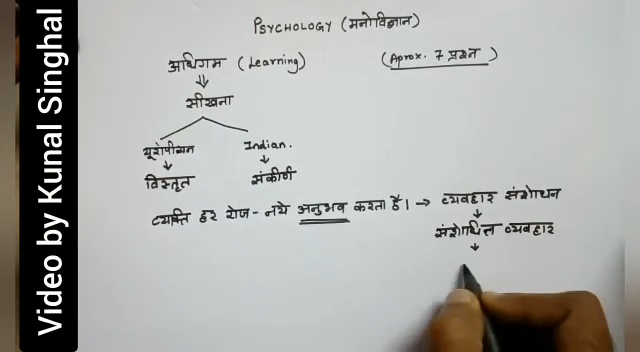 PSYCHOLOGY (मनोविज्ञान)
अधिगम (Learning)
(Aprox. 7 प्रश्न)
⇓
सीखना
यूरोपीयन
Indian.
↓
↓
विस्तृत
संकीर्ण
व्यक्ति हर रोज - नये अनुभव करता है। → व्यवहार संशोधन
↓
संशोधित व्यवहार
↓
Video by Kunal Singhal